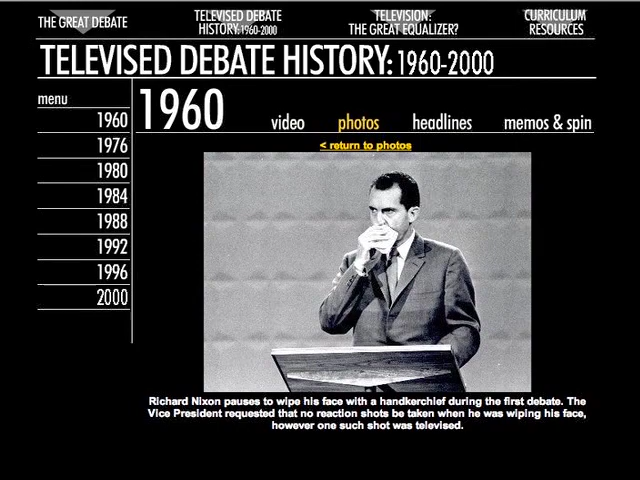 THE GREAT DEBATE
TELEVISED DEBATE
HISTORY:1960-2000
TELEVISION:
THE GREAT EQUALIZER?
CURRICULUM
RESOURCES
TELEVISED DEBATE HISTORY: 1960-2000
menu
1960
video
photos
headlines
memos & spin
1960
1976
1980
1984
1988
1992
1996
2000
< return to photos
Richard Nixon pauses to wipe his face with a handkerchief during the first debate. The
Vice President requested that no reaction shots be taken when he was wiping his face,
however one such shot was televised.